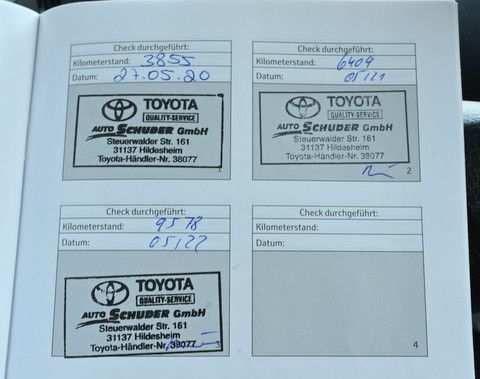 Check durchgeführt:
Kilometerstand: 3855
Datum: 27.05.20
TOYOTA
QUALITY-SERVICE
AUTO SCHUDER GmbH
Steuerwalder Str. 161
31137 Hildesheim
Toyota-Händler-Nr. 38077
1
Check durchgeführt:
Kilometerstand: 6409
Datum: 05/21
TOYOTA
QUALITY-SERVICE
AUTO SCHUDER GmbH
Steuerwalder Str. 161
31137 Hildesheim
Toyota-Händler-Nr. 38077
2
Check durchgeführt:
Kilometerstand: 9578
Datum: 05/22
TOYOTA
QUALITY-SERVICE
AUTO SCHUDER GmbH
Steuerwalder Str. 161
31137 Hildesheim
Toyota-Händler-Nr. 38077
3
Check durchgeführt:
Kilometerstand:
Datum:
4